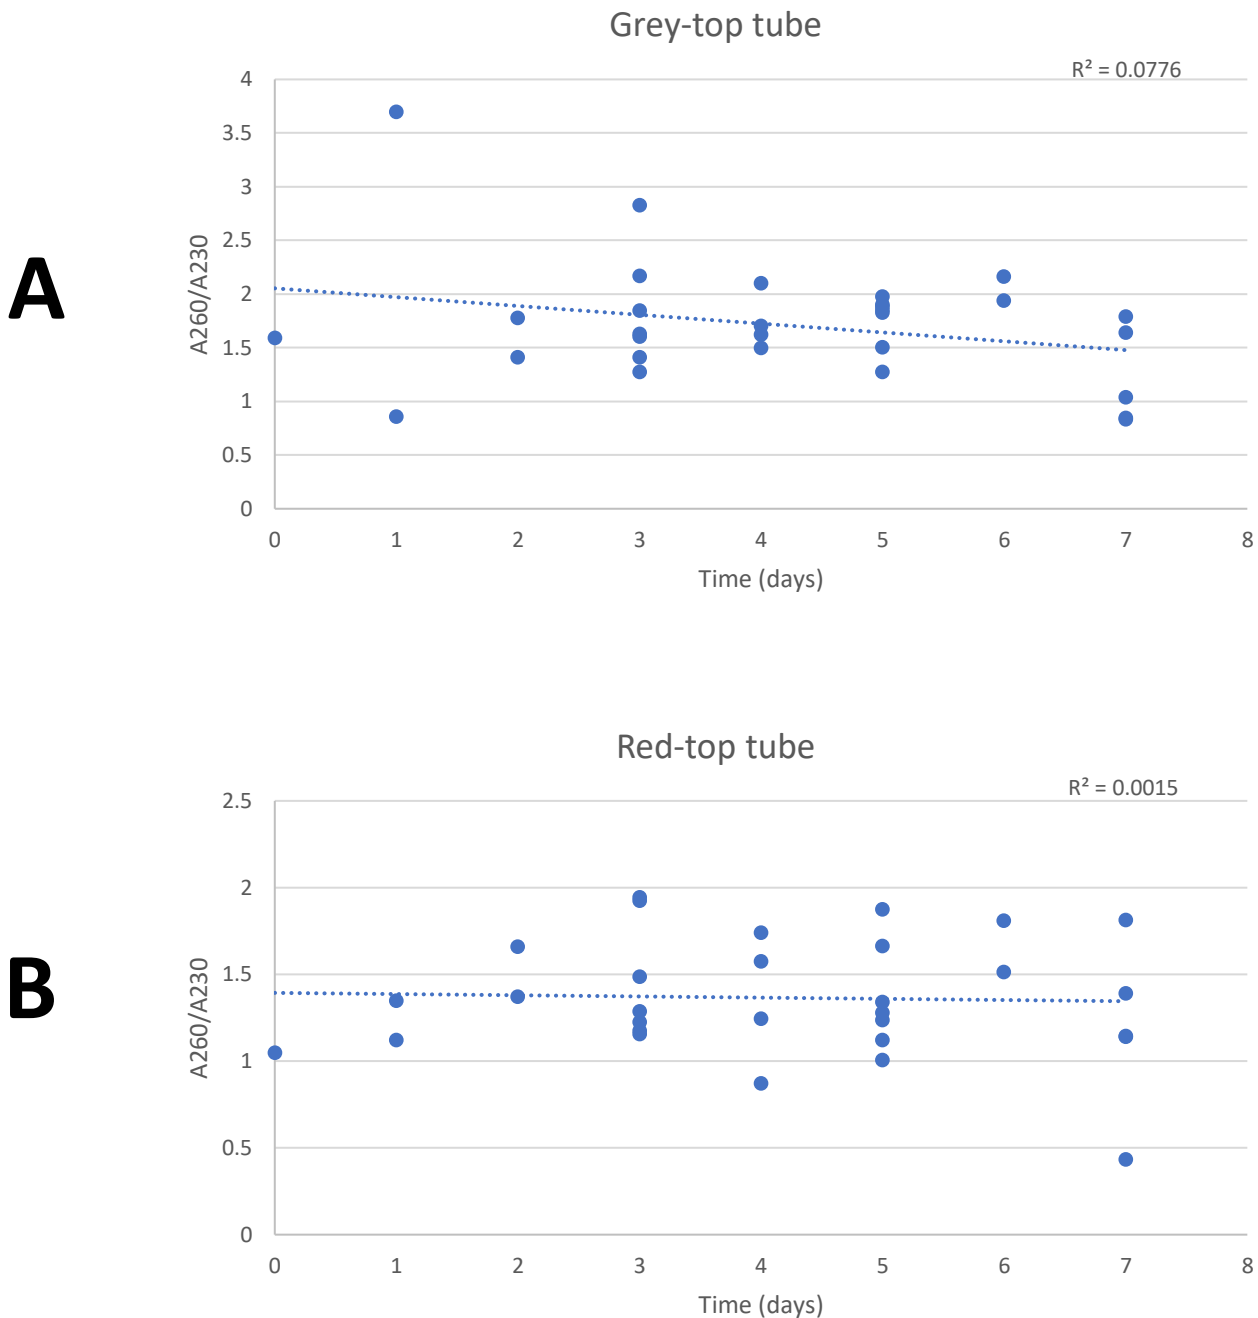 Grey-top tube
R² = 0.0776
4
3.5
3
2.5
2
1.5
1
0.5
0
A260/A230
A
0 1 2 3 4 5 6 7 8
Time (days)
Red-top tube
R² = 0.0015
2.5
2
1.5
1
0.5
0
A260/A230
B
0 1 2 3 4 5 6 7 8
Time (days)